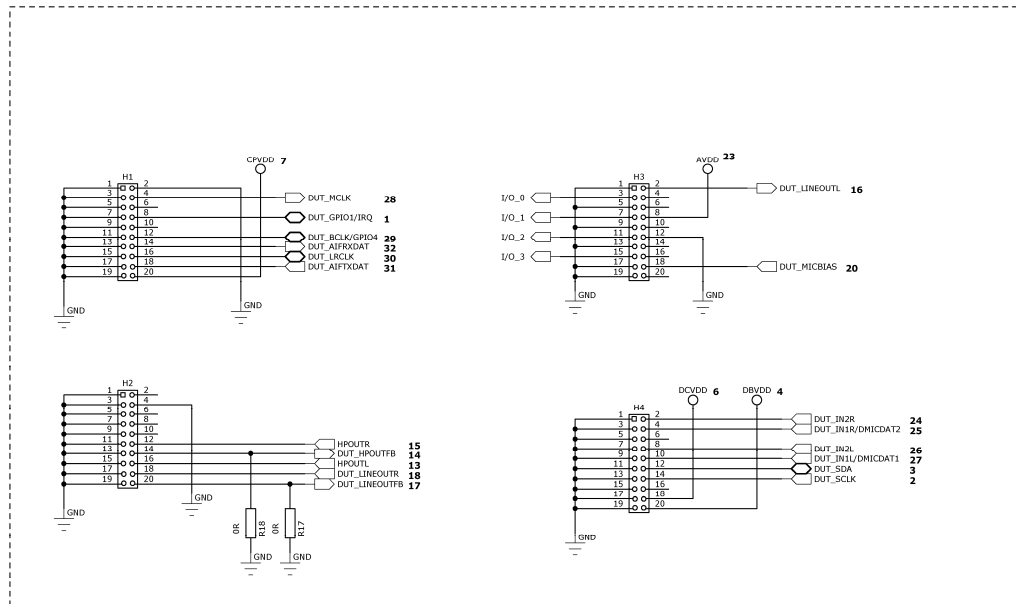 CPVDD 7
H1
1 2
3 4 DUT_MCLK 28
5 6
7 8 DUT_GPIO1/IRQ 1
9 10
11 12 DUT_BCLK/GPIO4 29
13 14 DUT_AIFRXDAT 32
15 16 DUT_LRCLK 30
17 18 DUT_AIFTXDAT 31
19 20
GND GND
AVDD 23
H3
1 2 DUT_LINEOUTL 16
I/O_0 3 4
5 6
I/O_1 7 8
9 10
I/O_2 11 12
13 14
I/O_3 15 16
17 18 DUT_MICBIAS 20
19 20
GND GND
H2
1 2
3 4
5 6
7 8
9 10
11 12 HPOUTR 15
13 14 DUT_HPOUTFB 14
15 16 HPOUTL 13
17 18 DUT_LINEOUTR 18
19 20 DUT_LINEOUTFB 17
GND GND
0R R18 0R R17
GND GND
DCVDD 6 DBVDD 4
H4
1 2 DUT_IN2R 24
3 4 DUT_IN1R/DMICDAT2 25
5 6
7 8 DUT_IN2L 26
9 10 DUT_IN1L/DMICDAT1 27
11 12 DUT_SDA 3
13 14 DUT_SCLK 2
15 16
17 18
19 20
GND